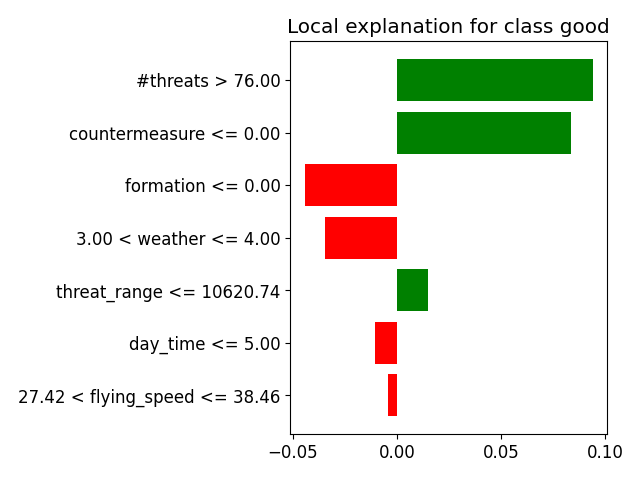 Local explanation for class good
#threats > 76.00
countermeasure <= 0.00
formation <= 0.00
3.00 < weather <= 4.00
threat_range <= 10620.74
day_time <= 5.00
27.42 < flying_speed <= 38.46
−0.05 0.00 0.05 0.10